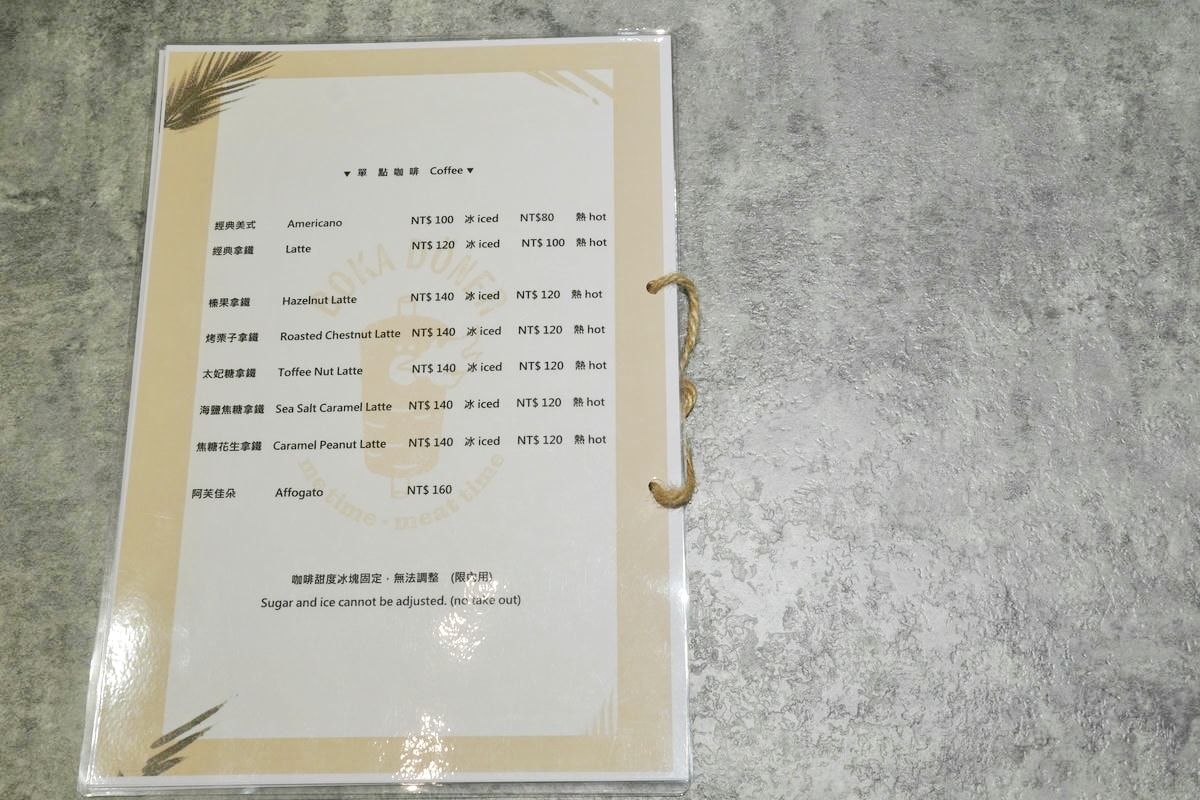 ▼ 單 點 咖 啡 Coffee ▼
經典美式 Americano NT$ 100 冰 iced NT$80 熱 hot
經典拿鐵 Latte NT$ 120 冰 iced NT$ 100 熱 hot
榛果拿鐵 Hazelnut Latte NT$ 140 冰 iced NT$ 120 熱 hot
烤栗子拿鐵 Roasted Chestnut Latte NT$ 140 冰 iced NT$ 120 熱 hot
太妃糖拿鐵 Toffee Nut Latte NT$ 140 冰 iced NT$ 120 熱 hot
海鹽焦糖拿鐵 Sea Salt Caramel Latte NT$ 140 冰 iced NT$ 120 熱 hot
焦糖花生拿鐵 Caramel Peanut Latte NT$ 140 冰 iced NT$ 120 熱 hot
阿芙佳朵 Affogato NT$ 160
咖啡甜度冰塊固定，無法調整 (限內用)
Sugar and ice cannot be adjusted. (no take out)
DOKA DÖNER
me time · meat time